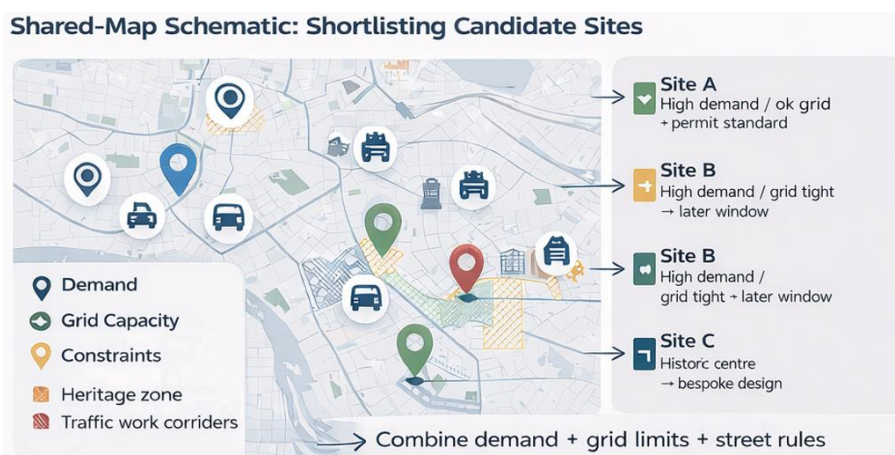 Shared-Map Schematic: Shortlisting Candidate Sites
Site A
High demand / ok grid
+ permit standard
Site B
High demand / grid tight
→ later window
Site B
High demand /
grid tight → later window
Site C
Historic centre
→ bespoke design
Demand
Grid Capacity
Constraints
Heritage zone
Traffic work corriders
Combine demand + grid limits + street rules